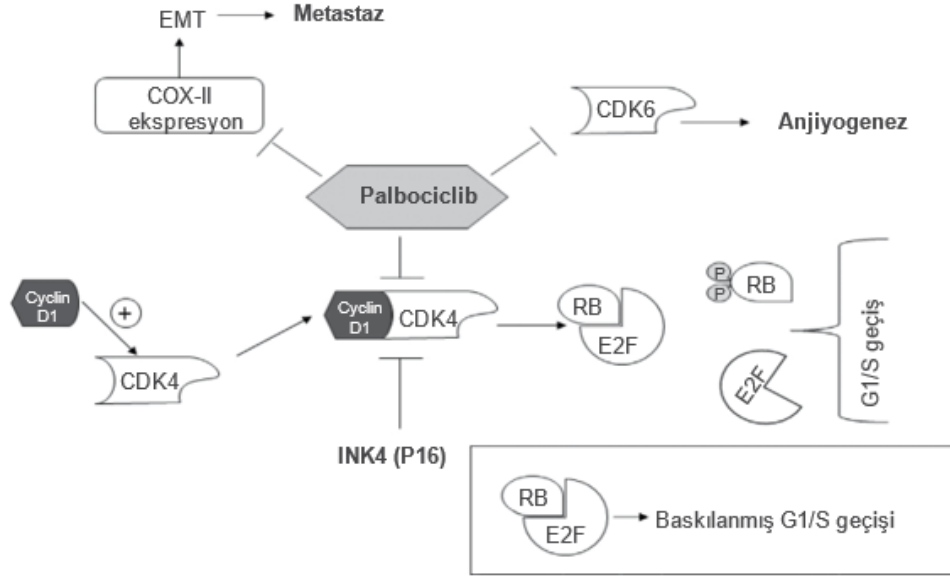 EMT
Metastaz
COX-II
ekspresyon
CDK6
Anjiyogenez
Palbociclib
Cyclin
D1
+
CDK4
Cyclin
D1
CDK4
RB
E2F
P
P
RB
E2F
G1/S geçiş
INK4 (P16)
RB
E2F
Baskılanmış G1/S geçişi